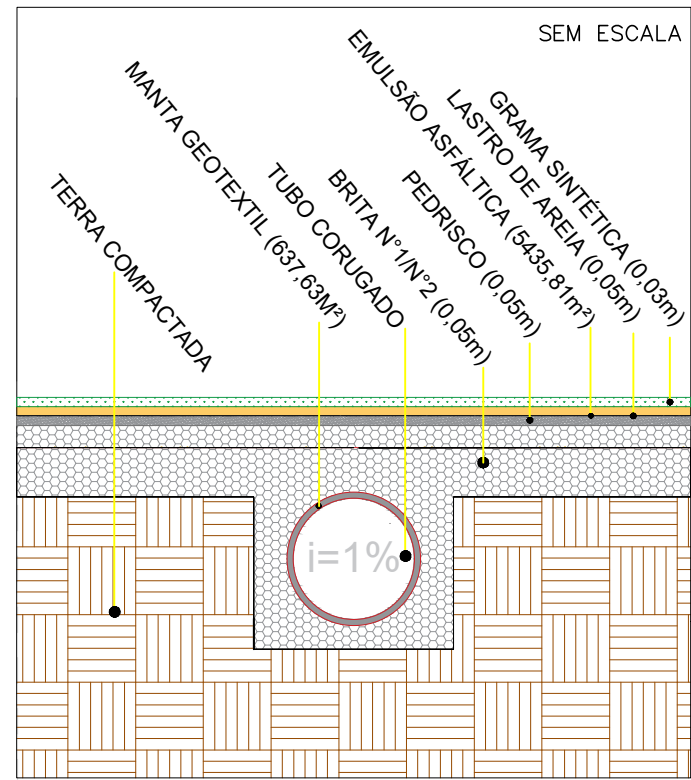 SEM ESCALA
TERRA COMPACTADA
MANTA GEOTEXTIL (637,63M²)
TUBO CORUGADO
BRITA N°1/N°2 (0,05m)
PEDRISCO (0,05m)
EMULSÃO ASFÁLTICA (5435,81m²)
LASTRO DE AREIA (0,05m)
GRAMA SINTÉTICA (0,03m)
i=1%